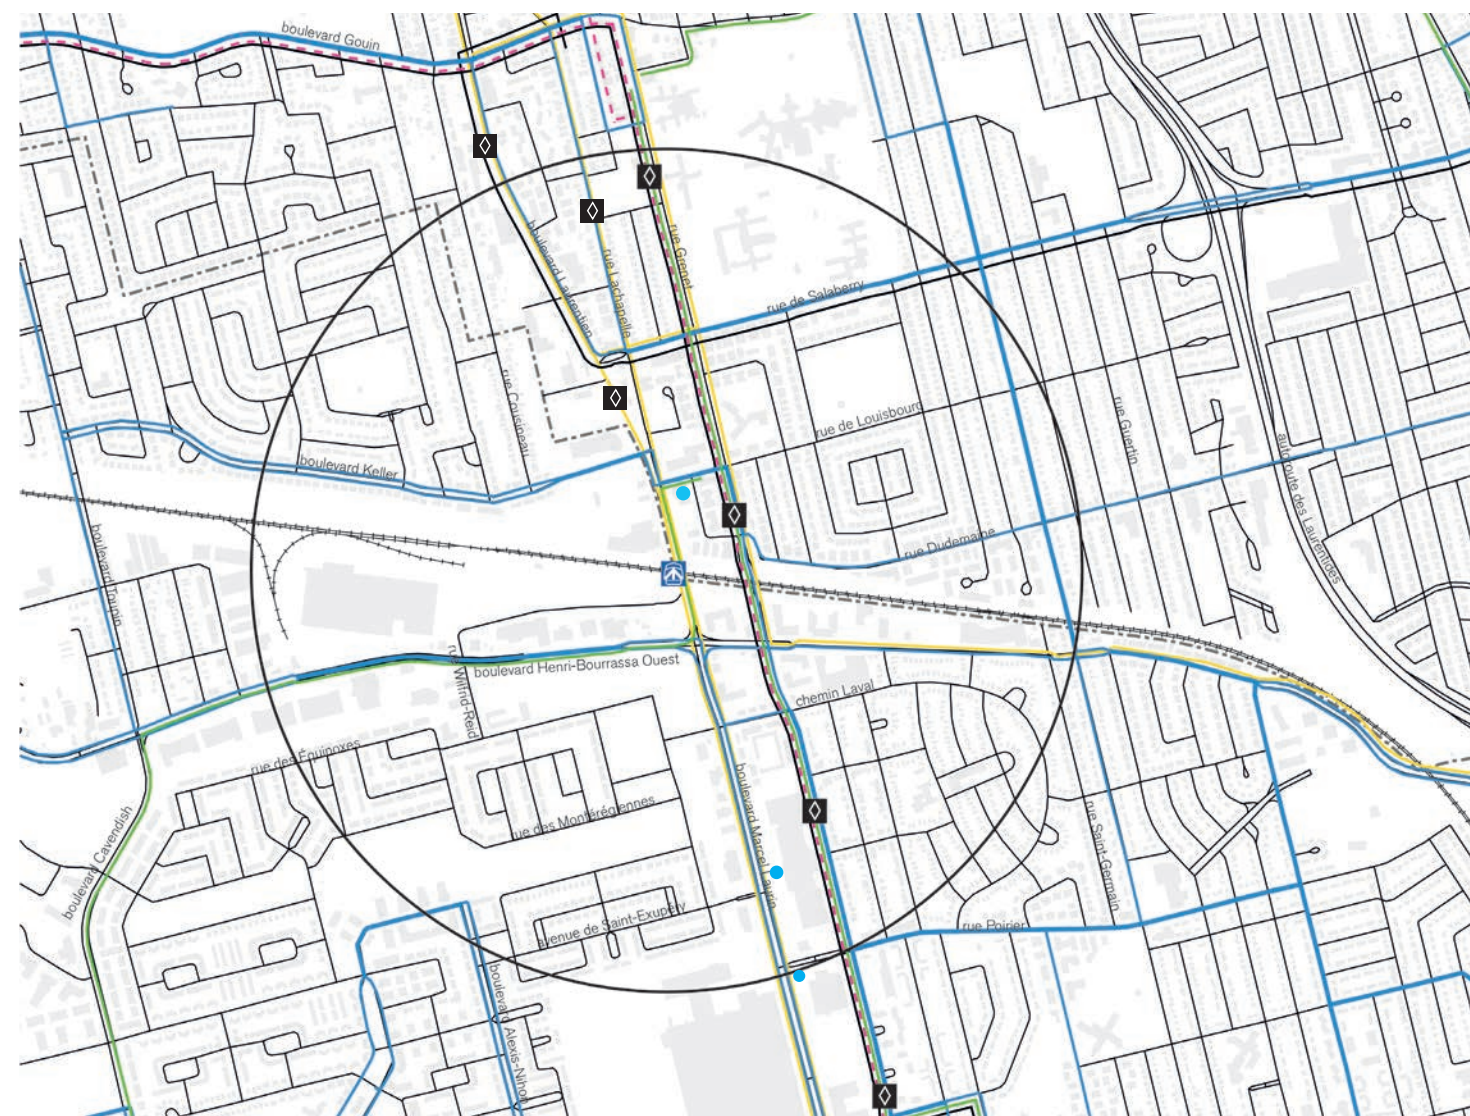 boulevard Gouin
boulevard Laurentien
rue Lachapelle
rue Grenet
rue de Salaberry
rue Cousineau
rue de Louisbourg
rue Guertin
autoroute des Laurentides
boulevard Keller
boulevard Toupin
rue Dudemaine
boulevard Henri-Bourrassa Ouest
rue Wilfrid-Reid
chemin Laval
rue des Équinoxes
boulevard Cavendish
rue des Montérégiennes
boulevard Marcel Laurin
rue Saint-Germain
avenue de Saint-Exupéry
rue Poirier
boulevard Alexis-Nihon